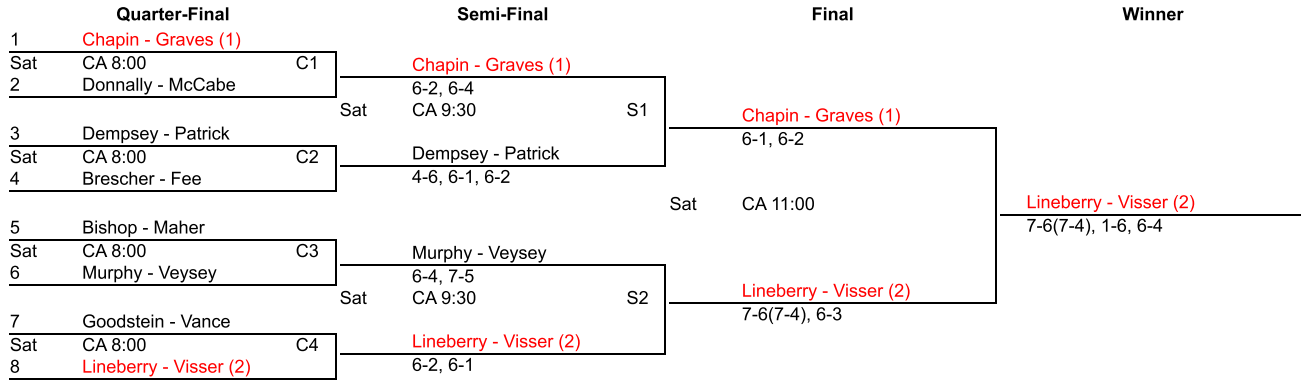 Quarter-Final Semi-Final Final Winner
1 Chapin - Graves (1)
Sat CA 8:00 C1
2 Donnally - McCabe
3 Dempsey - Patrick
Sat CA 8:00 C2
4 Brescher - Fee
5 Bishop - Maher
Sat CA 8:00 C3
6 Murphy - Veysey
7 Goodstein - Vance
Sat CA 8:00 C4
8 Lineberry - Visser (2)
Chapin - Graves (1)
6-2, 6-4
Sat CA 9:30 S1
Dempsey - Patrick
4-6, 6-1, 6-2
Murphy - Veysey
6-4, 7-5
Sat CA 9:30 S2
Lineberry - Visser (2)
6-2, 6-1
Chapin - Graves (1)
6-1, 6-2
Sat CA 11:00
Lineberry - Visser (2)
7-6(7-4), 6-3
Lineberry - Visser (2)
7-6(7-4), 1-6, 6-4